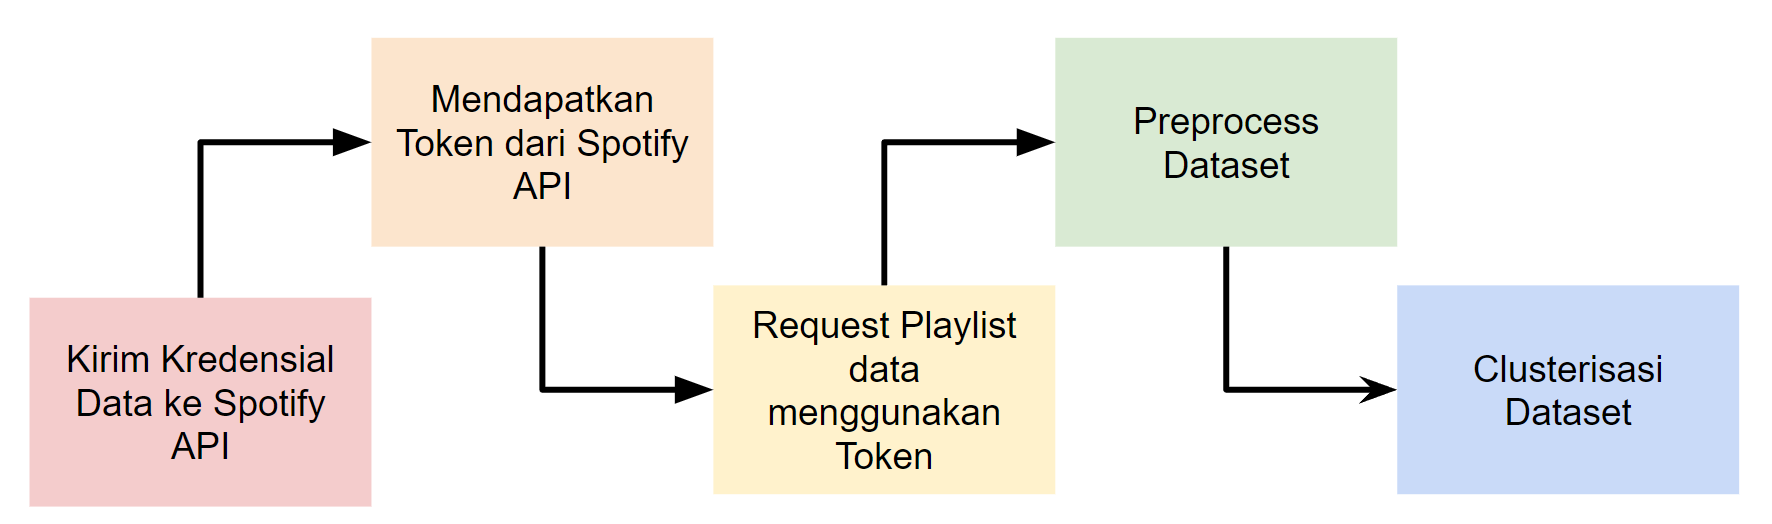 Kirim Kredensial
Data ke Spotify
API
Mendapatkan
Token dari Spotify
API
Request Playlist
data
menggunakan
Token
Preprocess
Dataset
Clusterisasi
Dataset